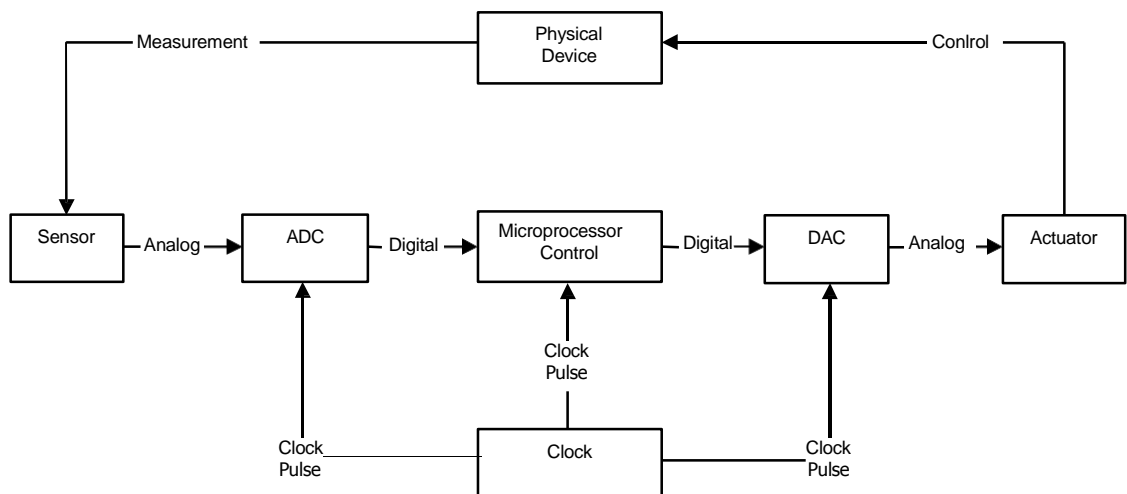 Measurement
Physical
Device
Conlrol
Sensor
Analog
ADC
Digital
Microprocessor
Control
Digital
DAC
Analog
Actuator
Clock
Pulse
Clock
Pulse
Clock
Clock
Pulse